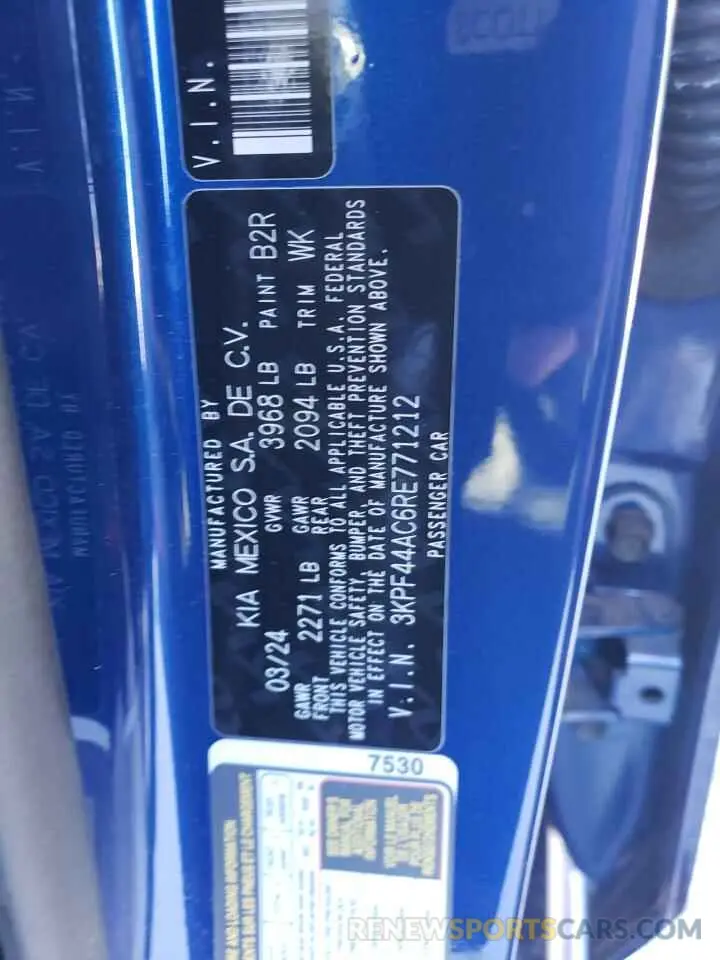 V.I.N.
MANUFACTURED BY
KIA MEXICO S.A. DE C.V.
03/24 GVWR 3968 LB PAINT B2R
GAWR FRONT 2271 LB GAWR REAR 2094 LB TRIM WK
THIS VEHICLE CONFORMS TO ALL APPLICABLE U.S.A. FEDERAL
MOTOR VEHICLE SAFETY, BUMPER, AND THEFT PREVENTION STANDARDS
IN EFFECT ON THE DATE OF MANUFACTURE SHOWN ABOVE.
V.I.N. 3KPF44AC6RE771212
PASSENGER CAR
7530
RENEWSPORTSCARS.COM